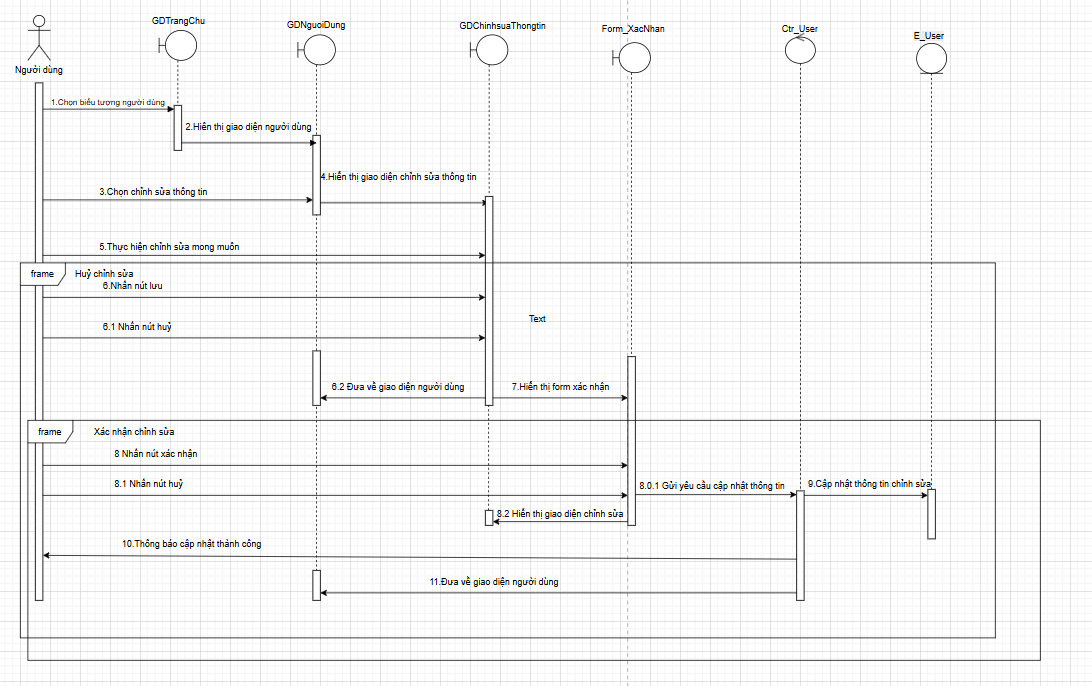 GDTrangChu
GDNguoiDung
GDChinhsuaThongtin
Form_XacNhan
Ctr_User
E_User
Người dùng
1.Chọn biểu tượng người dùng
2.Hiển thị giao diện người dùng
4.Hiển thị giao diện chỉnh sửa thông tin
3.Chọn chỉnh sửa thông tin
5.Thực hiện chỉnh sửa mong muốn
frame
Huỷ chỉnh sửa
6.Nhấn nút lưu
Text
6.1 Nhấn nút huỷ
6.2 Đưa về giao diện người dùng
7.Hiển thị form xác nhận
frame
Xác nhận chỉnh sửa
8 Nhấn nút xác nhận
8.1 Nhấn nút huỷ
8.0.1 Gửi yêu cầu cập nhật thông tin
9.Cập nhật thông tin chỉnh sửa
8.2 Hiển thị giao diện chỉnh sửa
10.Thông báo cập nhật thành công
11.Đưa về giao diện người dùng